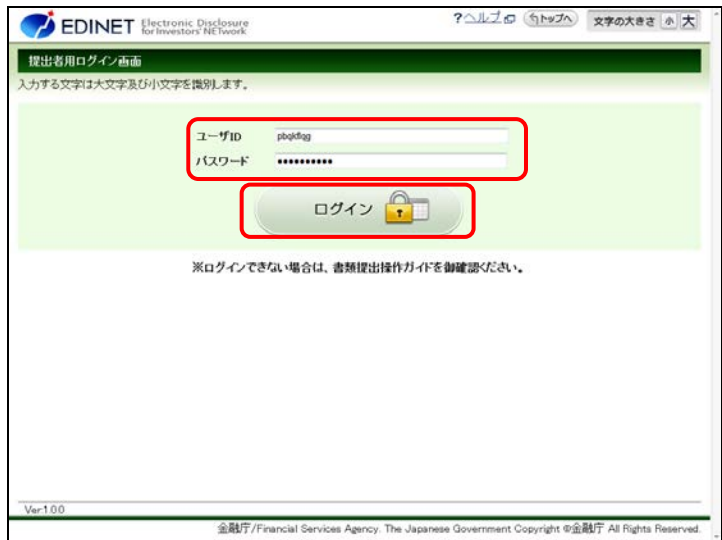 EDINET Electronic Disclosure for Investors' NETwork
?ヘルプ トップへ 文字の大きさ 小 大
提出者用ログイン画面
入力する文字は大文字及び小文字を識別します。
ユーザID
パスワード ••••••••••
ログイン
※ログインできない場合は、書類提出操作ガイドを御確認ください。
Ver.1.0.0
金融庁/Financial Services Agency. The Japanese Government Copyright ©金融庁 All Rights Reserved.